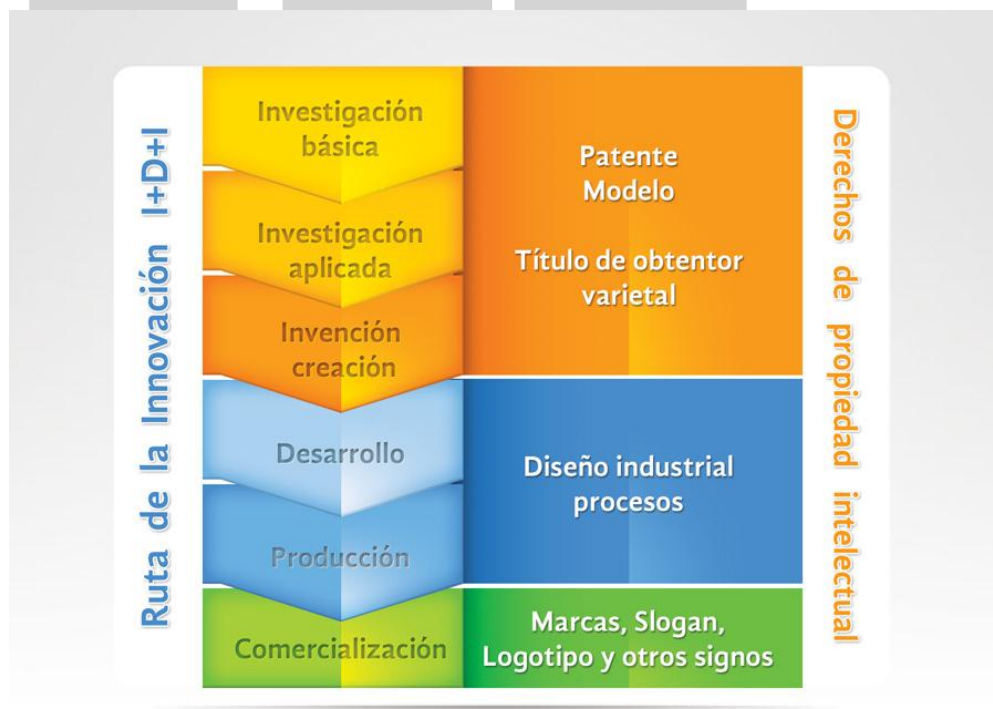 Ruta de la Innovación I+D+I
Investigación
básica
Investigación
aplicada
Invención
creación
Desarrollo
Producción
Comercialización
Patente
Modelo
Título de obtentor
varietal
Diseño industrial
procesos
Marcas, Slogan,
Logotipo y otros signos
Derechos de propiedad intelectual